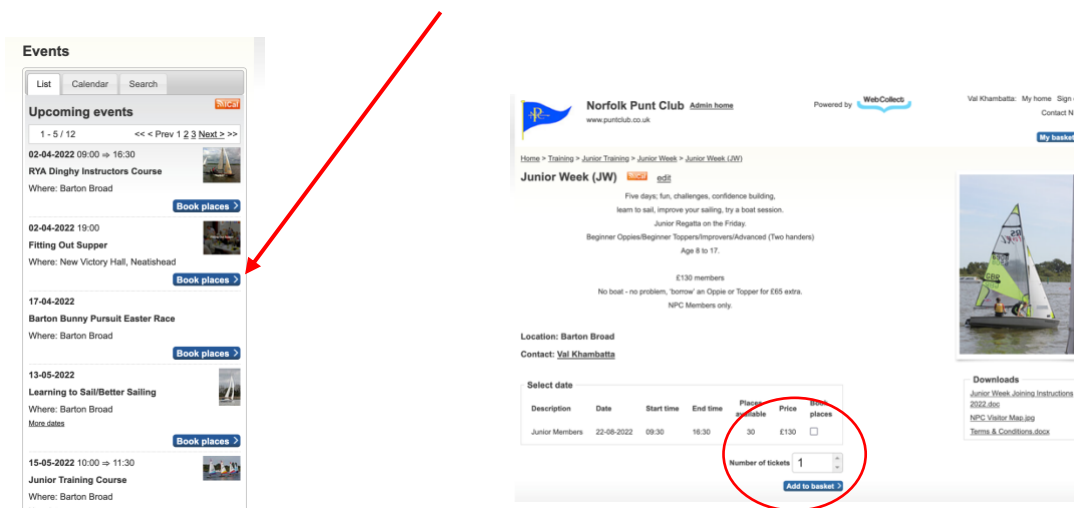 Events
List Calendar Search
Upcoming events
iCal
1 - 5 / 12 << < Prev 1 2 3 Next > >>
02-04-2022 09:00 ⇒ 16:30
RYA Dinghy Instructors Course
Where: Barton Broad
Book places >
02-04-2022 19:00
Fitting Out Supper
Where: New Victory Hall, Neatishead
Book places >
17-04-2022
Barton Bunny Pursuit Easter Race
Where: Barton Broad
Book places >
13-05-2022
Learning to Sail/Better Sailing
Where: Barton Broad
More dates
Book places >
15-05-2022 10:00 ⇒ 11:30
Junior Training Course
Where: Barton Broad
Norfolk Punt Club Admin home
www.puntclub.co.uk
Powered by WebCollect
Val Khambatta: My home Sign
Contact N
My basket
Home > Training > Junior Training > Junior Week > Junior Week (JW)
Junior Week (JW) iCal edit
Five days; fun, challenges, confidence building,
learn to sail, improve your sailing, try a boat session.
Junior Regatta on the Friday.
Beginner Oppies/Beginner Toppers/Improvers/Advanced (Two handers)
Age 8 to 17.
£130 members
No boat - no problem, 'borrow' an Oppie or Topper for £65 extra.
NPC Members only.
Location: Barton Broad
Contact: Val Khambatta
Select date
Description Date Start time End time Places available Price Book places
Junior Members 22-08-2022 09:30 16:30 30 £130
Number of tickets 1
Add to basket >
Downloads
Junior Week Joining Instructions
2022.doc
NPC Visitor Map.jpg
Terms & Conditions.docx